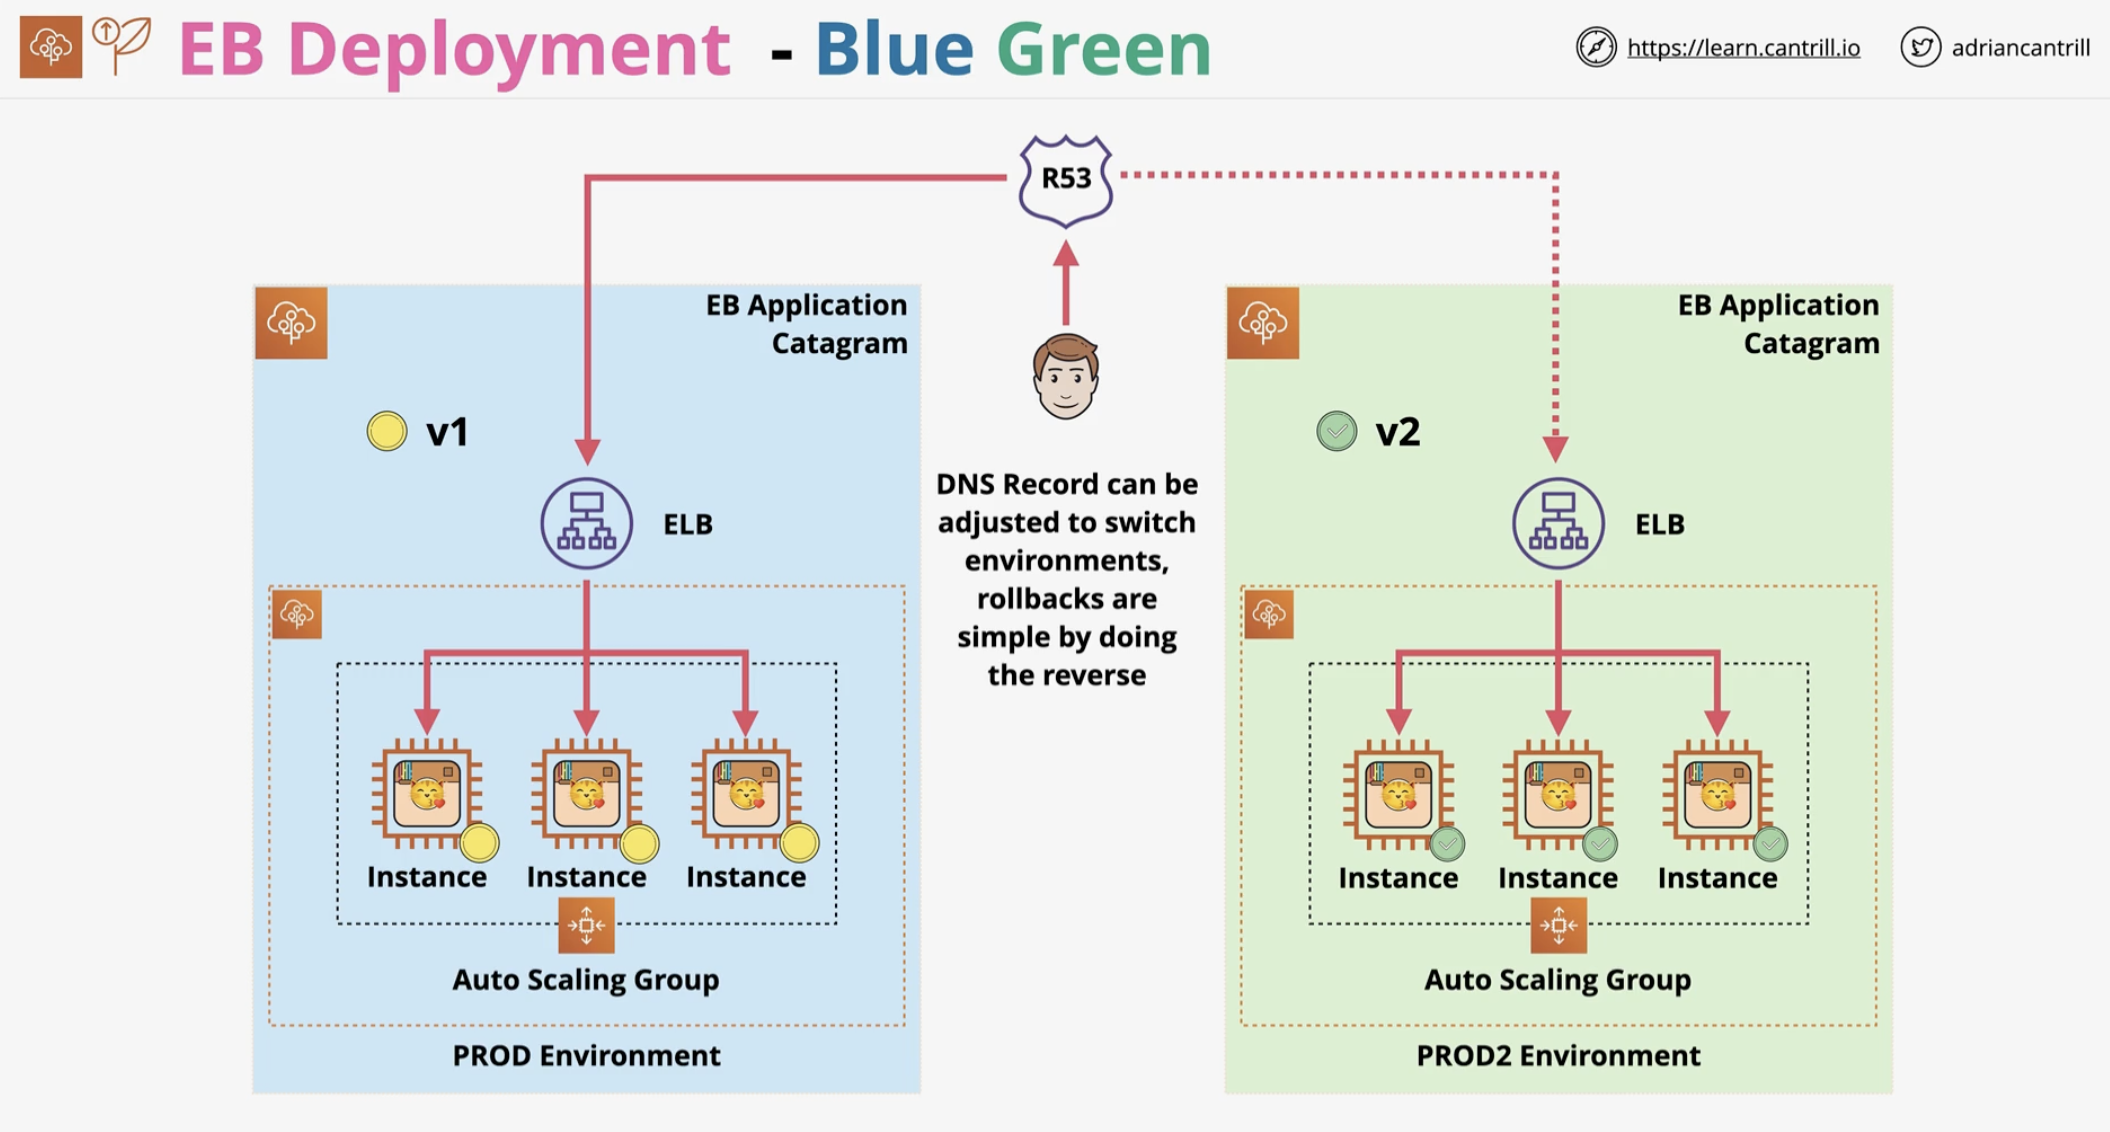 EB Deployment - Blue Green
https://learn.cantrill.io
adriancantrill
R53
EB Application
Catagram
v1
ELB
Instance
Instance
Instance
Auto Scaling Group
PROD Environment
DNS Record can be
adjusted to switch
environments,
rollbacks are
simple by doing
the reverse
EB Application
Catagram
v2
ELB
Instance
Instance
Instance
Auto Scaling Group
PROD2 Environment